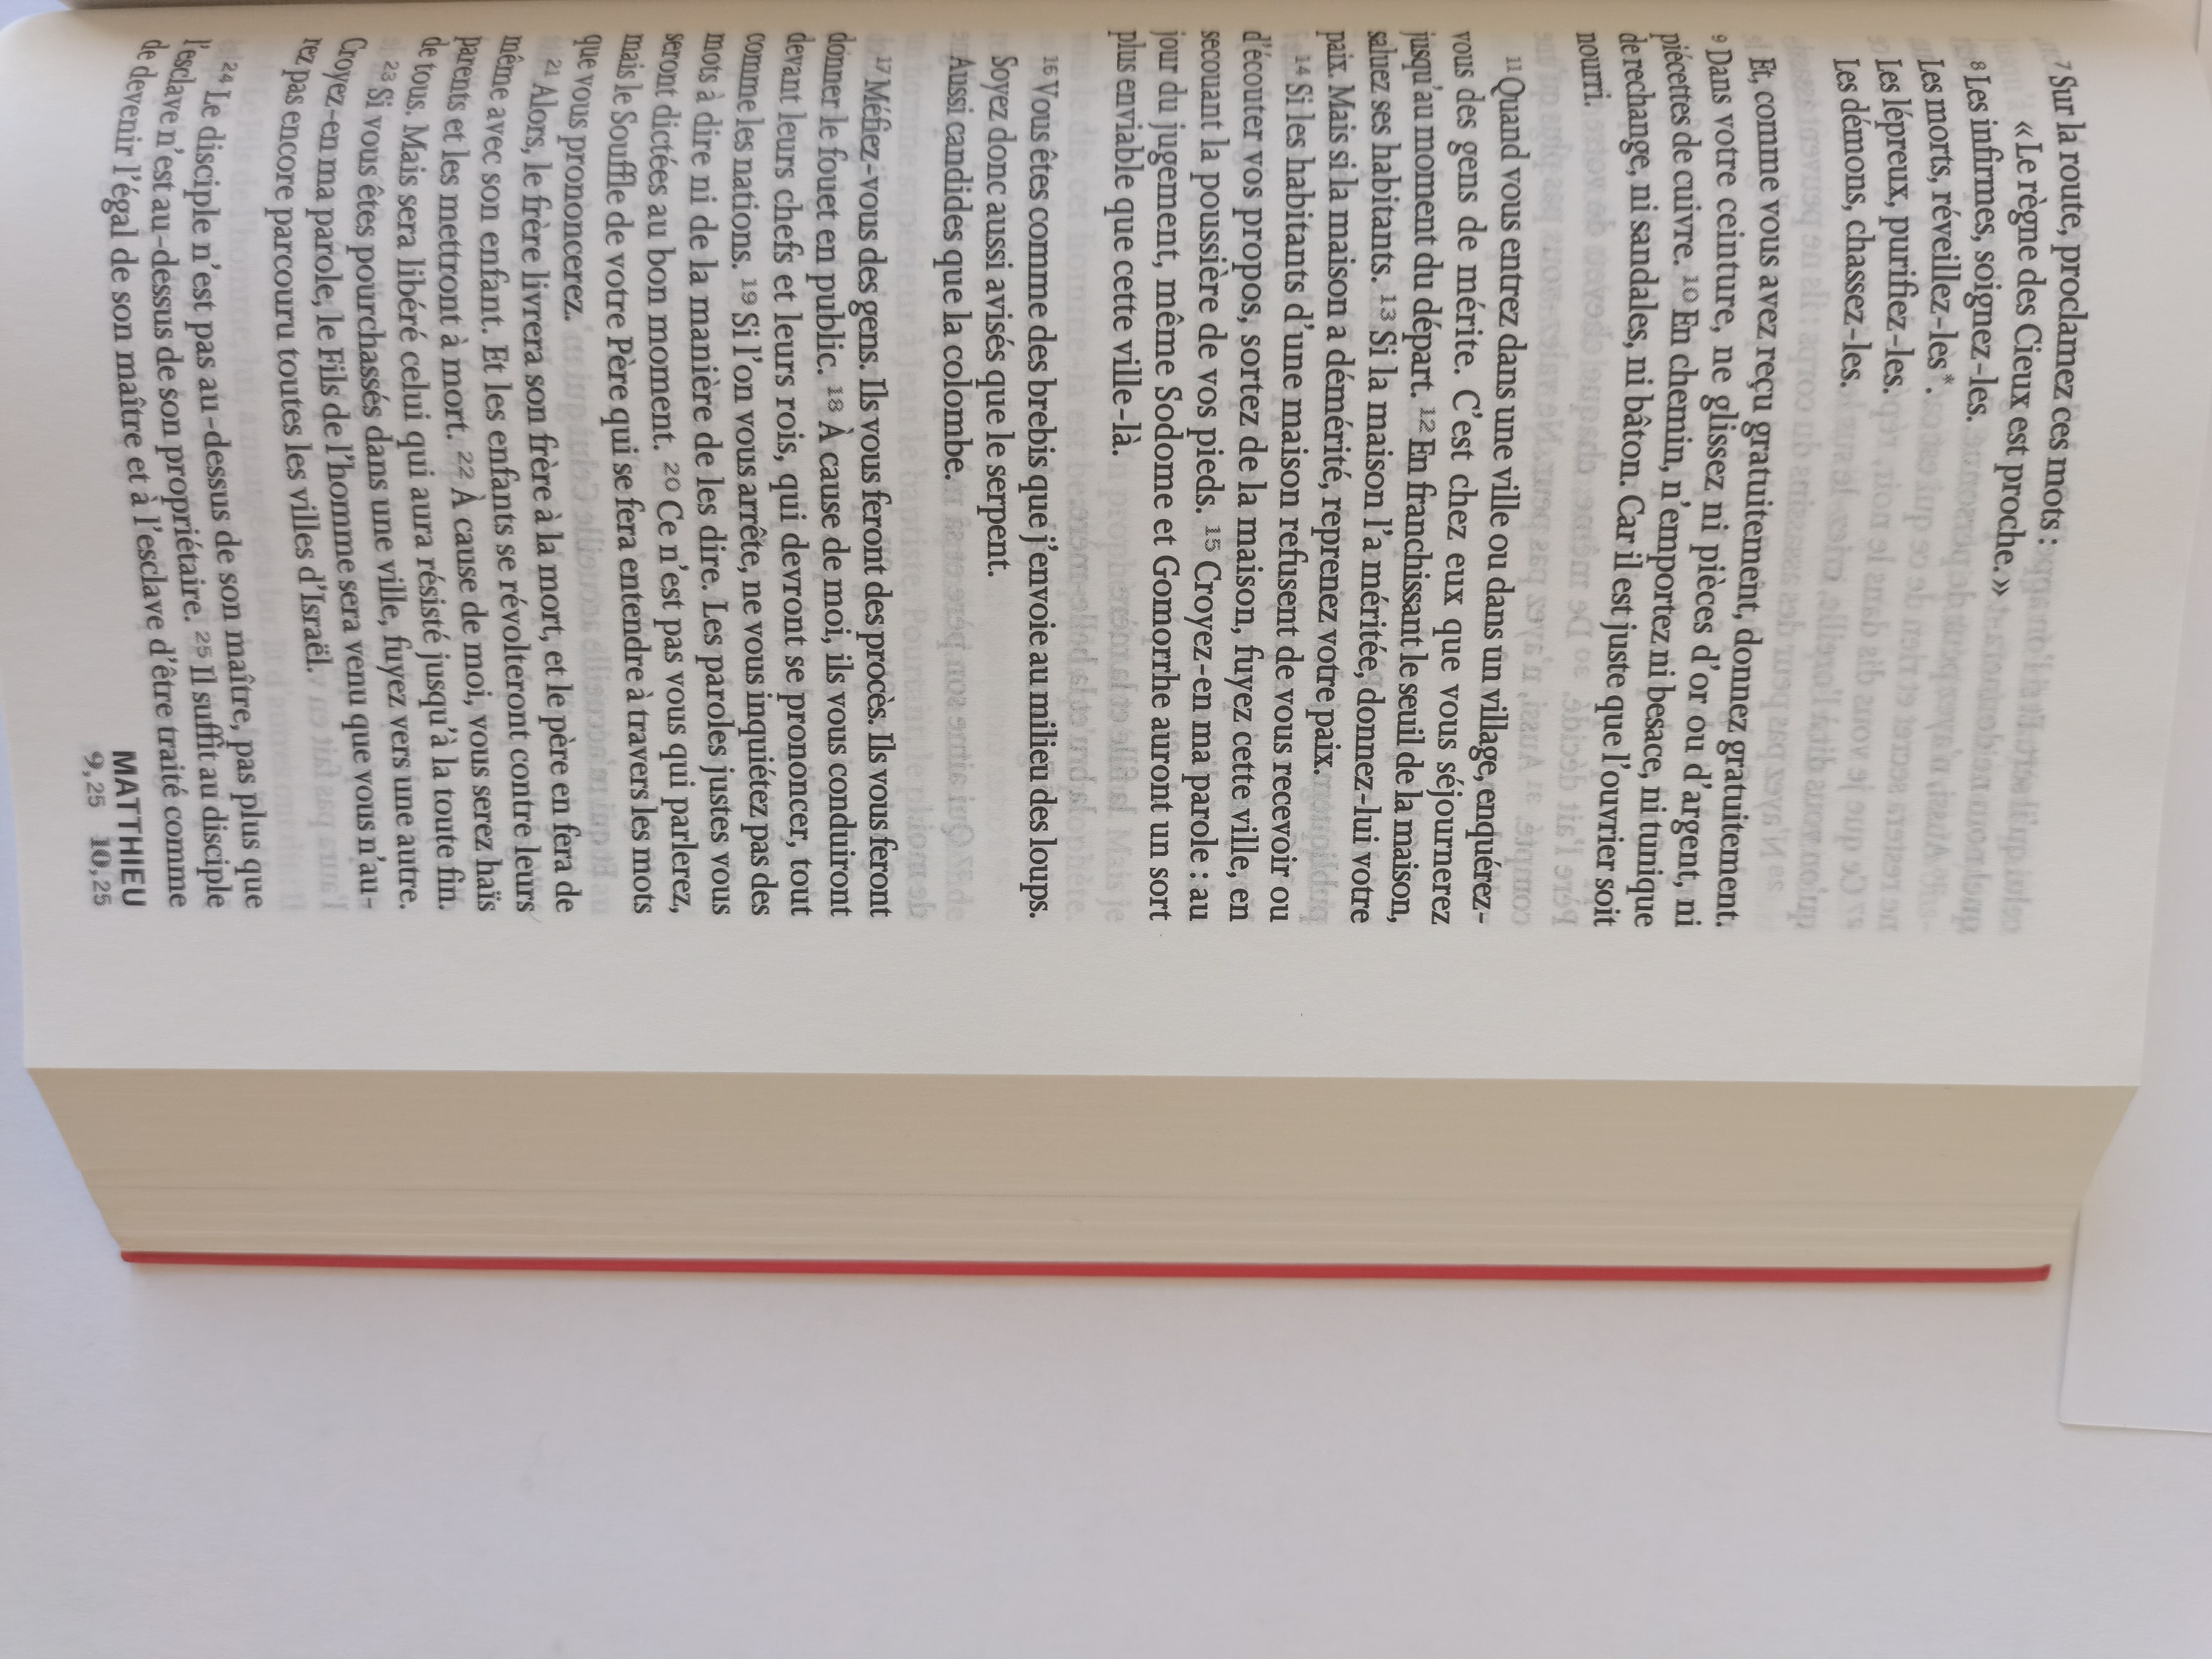 7 Sur la route, proclamez ces mots :
« Le règne des Cieux est proche. »
8 Les infirmes, soignez-les.
Les morts, réveillez-les*.
Les lépreux, purifiez-les.
Les démons, chassez-les.
Et, comme vous avez reçu gratuitement, donnez gratuitement.
9 Dans votre ceinture, ne glissez ni pièces d’or ou d’argent, ni
piécettes de cuivre. 10 En chemin, n’emportez ni besace, ni tunique
de rechange, ni sandales, ni bâton. Car il est juste que l’ouvrier soit
nourri.
11 Quand vous entrez dans une ville ou dans un village, enquérez-
vous des gens de mérite. C’est chez eux que vous séjournerez
jusqu’au moment du départ. 12 En franchissant le seuil de la maison,
saluez ses habitants. 13 Si la maison l’a méritée, donnez-lui votre
paix. Mais si la maison a démérité, reprenez votre paix.
14 Si les habitants d’une maison refusent de vous recevoir ou
d’écouter vos propos, sortez de la maison, fuyez cette ville, en
secouant la poussière de vos pieds. 15 Croyez-en ma parole : au
jour du jugement, même Sodome et Gomorrhe auront un sort
plus enviable que cette ville-là.
16 Vous êtes comme des brebis que j’envoie au milieu des loups.
Soyez donc aussi avisés que le serpent.
Aussi candides que la colombe.
17 Méfiez-vous des gens. Ils vous feront des procès. Ils vous feront
donner le fouet en public. 18 À cause de moi, ils vous conduiront
devant leurs chefs et leurs rois, qui devront se prononcer, tout
comme les nations. 19 Si l’on vous arrête, ne vous inquiétez pas des
mots à dire ni de la manière de les dire. Les paroles justes vous
seront dictées au bon moment. 20 Ce n’est pas vous qui parlerez,
mais le Souffle de votre Père qui se fera entendre à travers les mots
que vous prononcerez.
21 Alors, le frère livrera son frère à la mort, et le père en fera de
même avec son enfant. Et les enfants se révolteront contre leurs
parents et les mettront à mort. 22 À cause de moi, vous serez haïs
de tous. Mais sera libéré celui qui aura résisté jusqu’à la toute fin.
23 Si vous êtes pourchassés dans une ville, fuyez vers une autre.
Croyez-en ma parole, le Fils de l’homme sera venu que vous n’au-
rez pas encore parcouru toutes les villes d’Israël.
24 Le disciple n’est pas au-dessus de son maître, pas plus que
l’esclave n’est au-dessus de son propriétaire. 25 Il suffit au disciple
de devenir l’égal de son maître et à l’esclave d’être traité comme
MATTHIEU
9,25 10,25